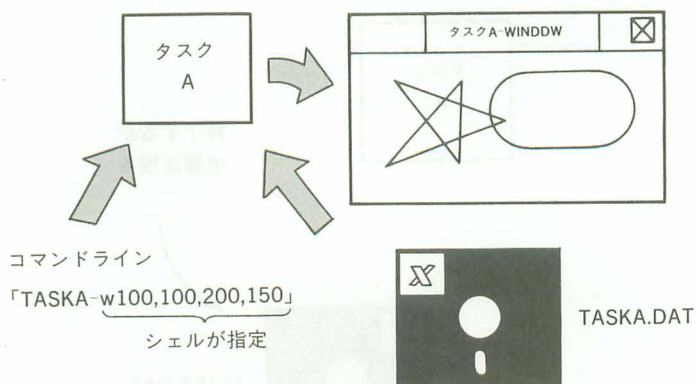 タスク
A
タスクA-WINDDW
コマンドライン
「TASKA-w100,100,200,150」
シェルが指定
X
TASKA.DAT